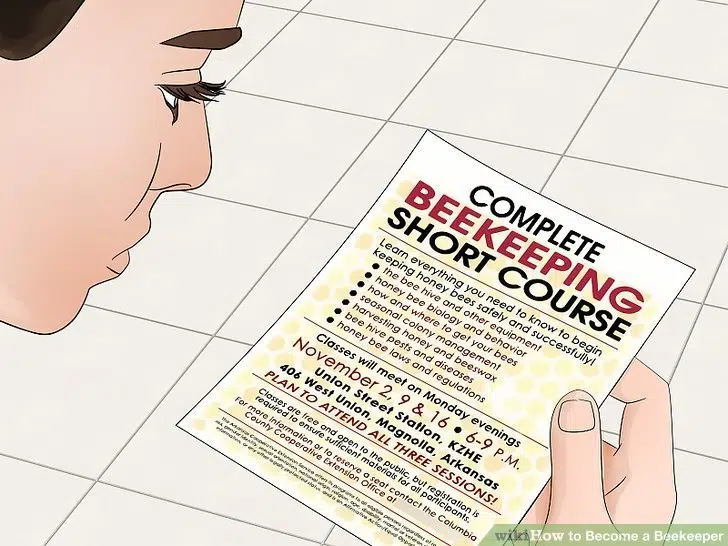 COMPLETE
BEEKEEPING
SHORT COURSE
Learn everything you need to know to begin
keeping honey bees safely and successfully!
• the bee hive and other equipment
• honey bee biology and behavior
• how and where to get your bees
• seasonal colony management
• harvesting honey and beeswax
• bee hive pests and diseases
• honey bee laws and regulations
Classes will meet on Monday evenings
November 2, 9 & 16 • 6-9 P.M.
Union Street Station, KZHE
406 West Union, Magnolia, Arkansas
PLAN TO ATTEND ALL THREE SESSIONS!
Classes are free and open to the public, but registration is
required to ensure sufficient materials for all participants.
For more information or to reserve a seat contact the Columbia
County Cooperative Extension Office at
wikiHow to Become a Beekeeper